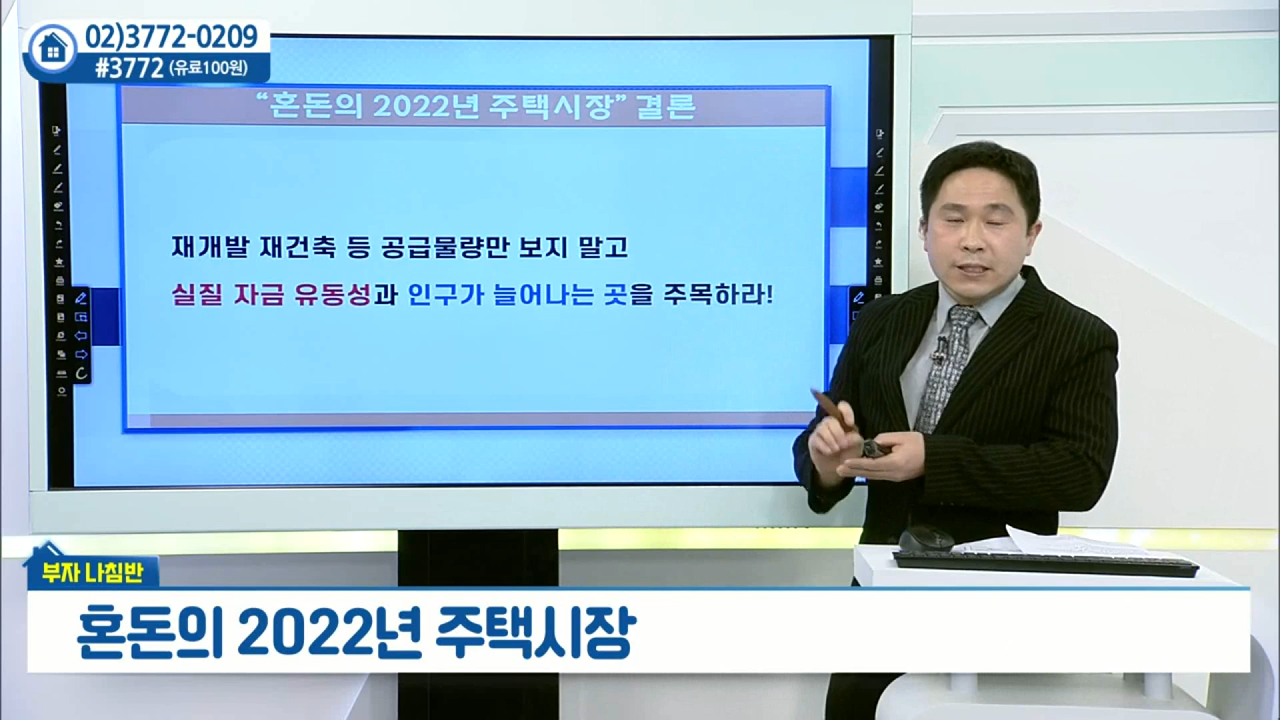 02)3772-0209
#3772 (유료100원)
“혼돈의 2022년 주택시장” 결론
재개발 재건축 등 공급물량만 보지 말고
실질 자금 유동성과 인구가 늘어나는 곳을 주목하라!
부자 나침반
혼돈의 2022년 주택시장